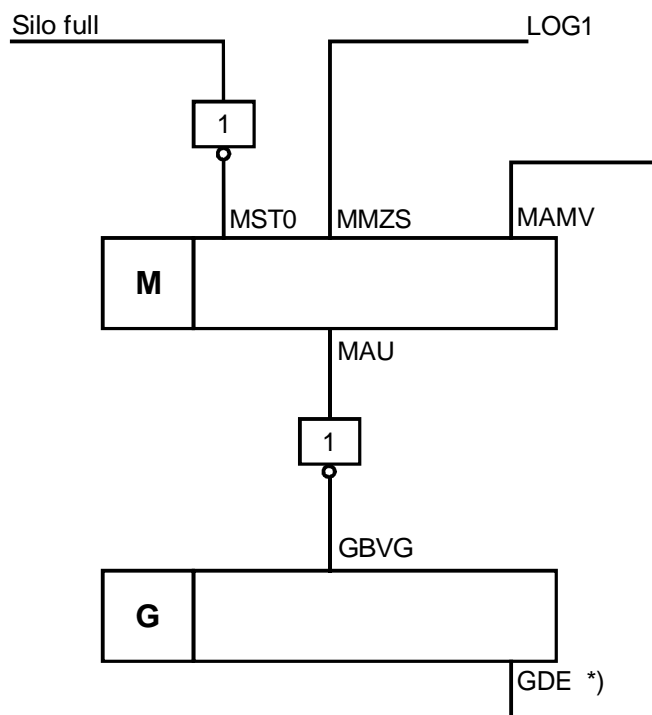 Silo full
LOG1
1
MST0
MMZS
MAMV
M
MAU
1
GBVG
G
GDE *)